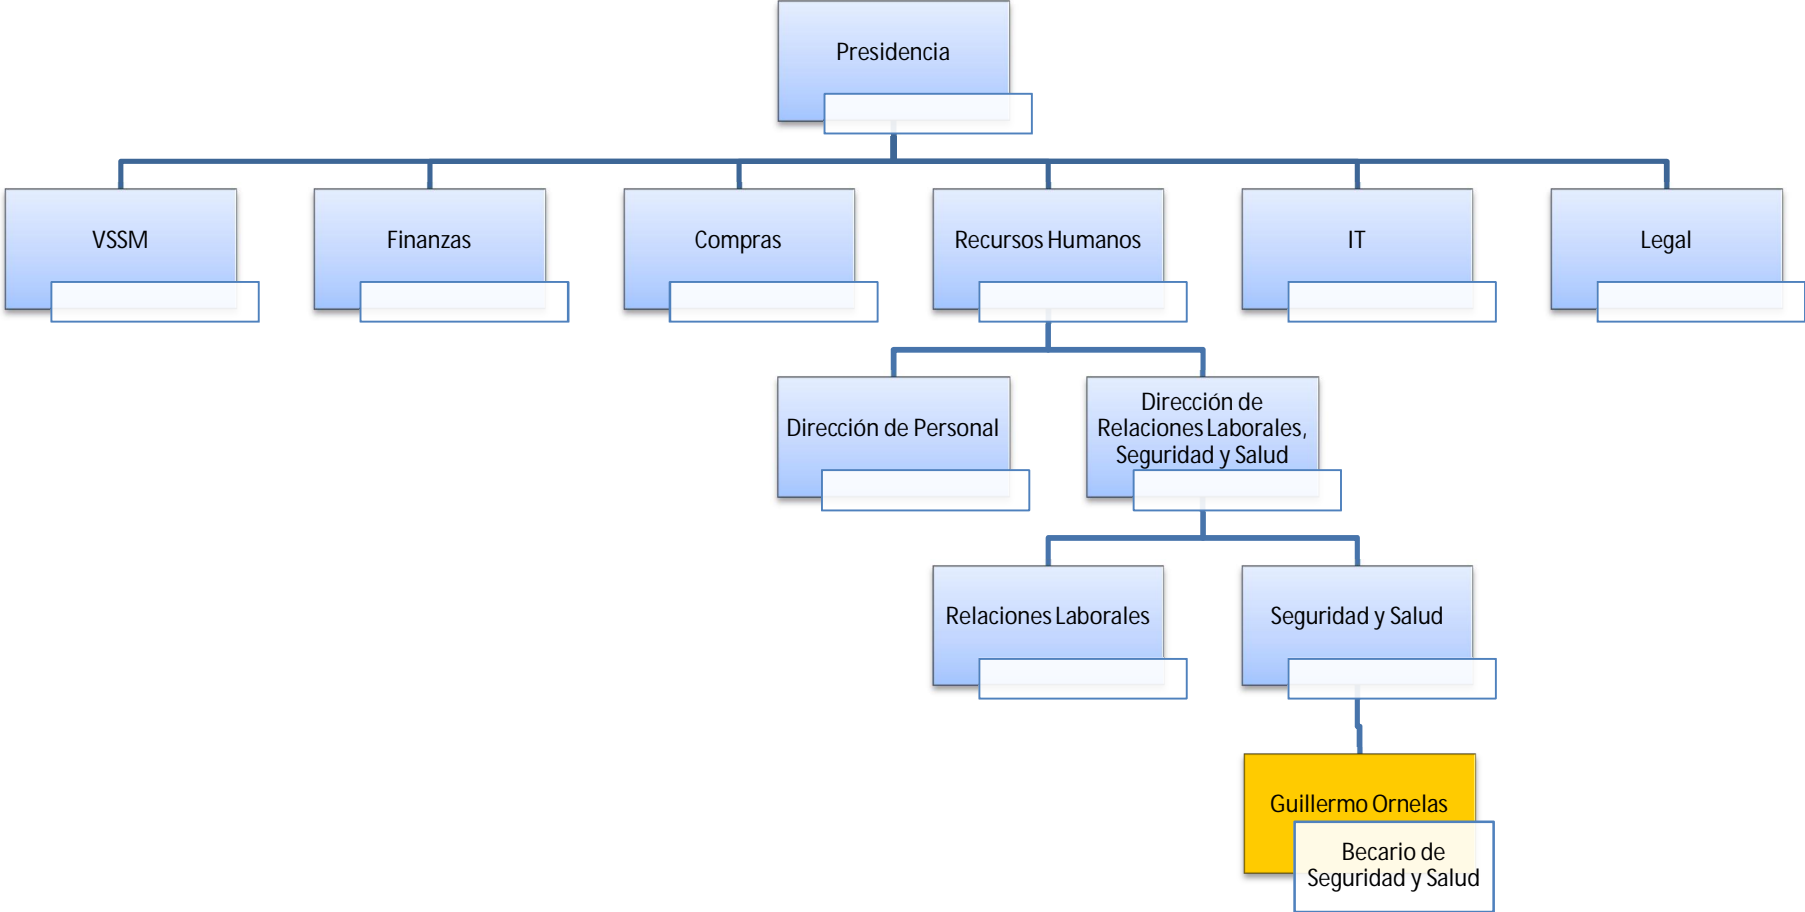 Presidencia
VSSM
Finanzas
Compras
Recursos Humanos
IT
Legal
Dirección de Personal
Dirección de
Relaciones Laborales,
Seguridad y Salud
Relaciones Laborales
Seguridad y Salud
Guillermo Ornelas
Becario de
Seguridad y Salud